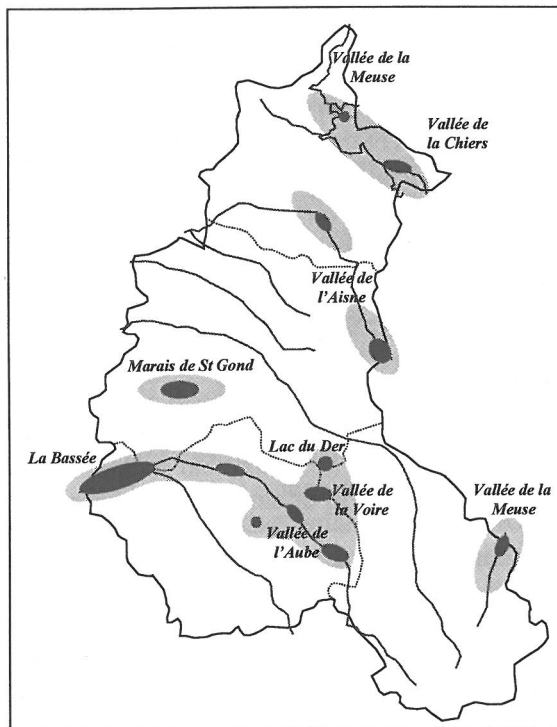 Vallée de la
Meuse
Vallée de
la Chiers
Vallée de
l'Aisne
Marais de St Gond
La Bassée
Lac du Der
Vallée de
la Voire
Vallée de la
Meuse
Vallée de
l'Aube